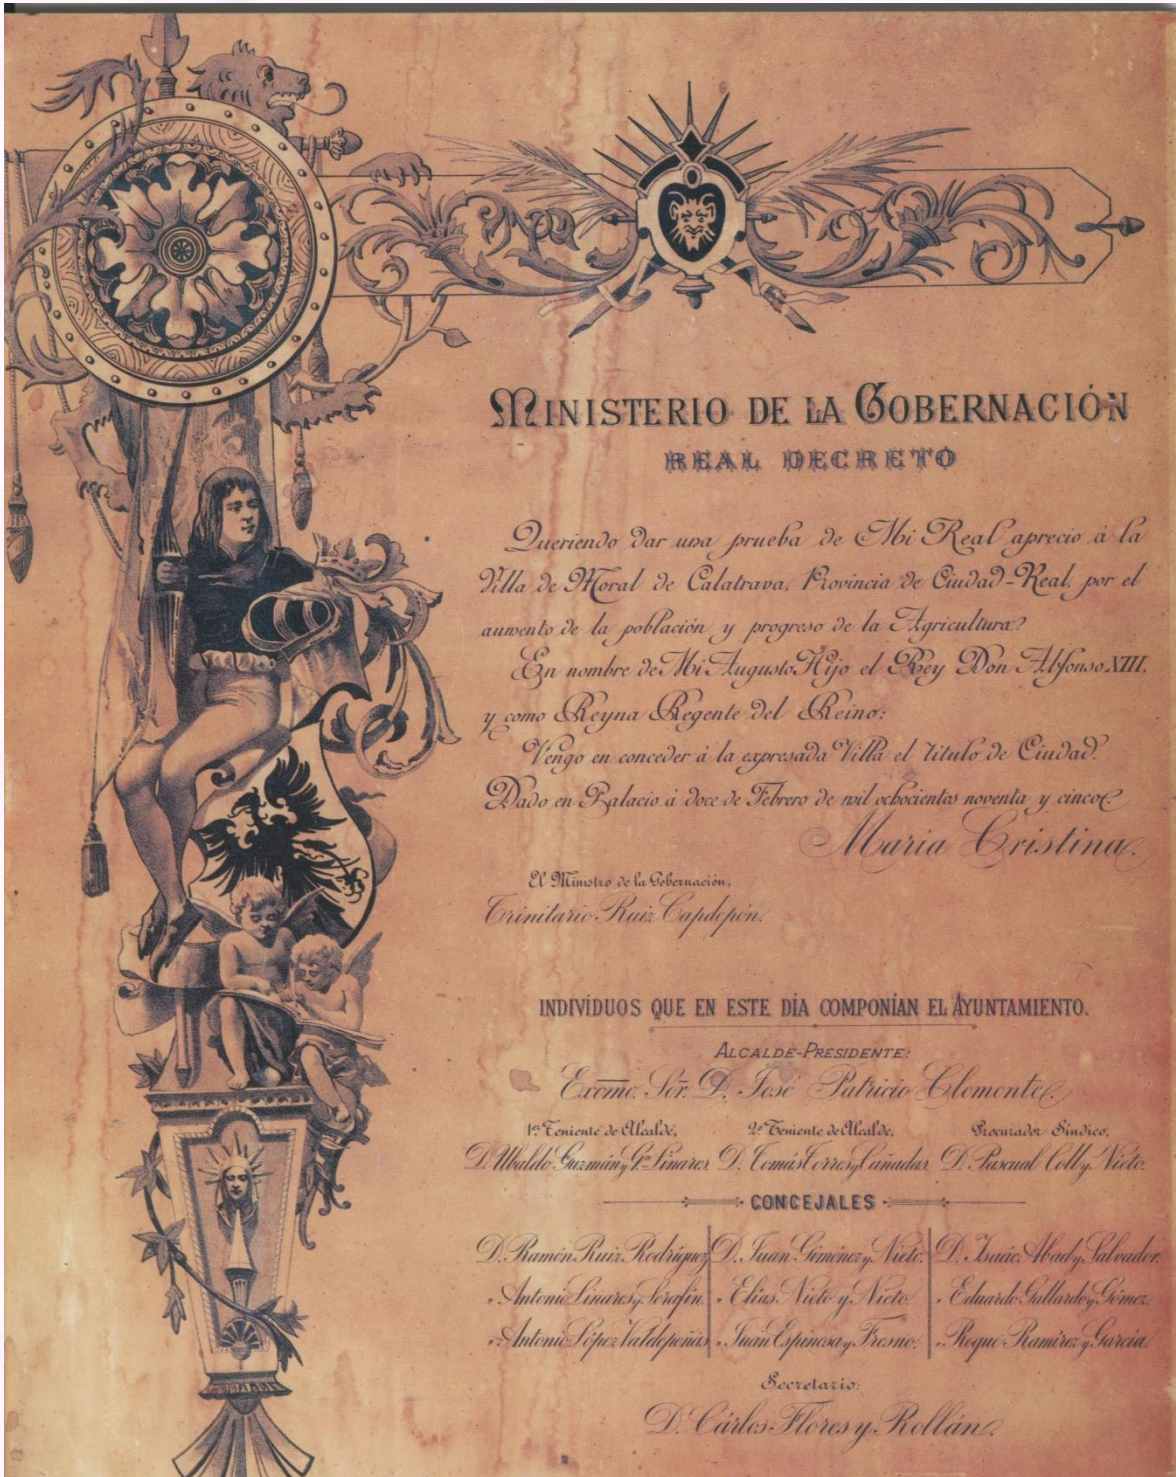 MINISTERIO DE LA GOBERNACIÓN
REAL DECRETO
Queriendo dar una prueba de Mi Real aprecio á la
Villa de Moral de Calatrava, Provincia de Ciudad-Real, por el
aumento de la población y progreso de la Agricultura:
En nombre de Mi Augusto Hijo el Rey Don Alfonso XIII,
y como Reyna Regente del Reino:
Vengo en conceder á la expresada Villa el titulo de Ciudad.
Dado en Palacio á doce de Febrero de mil ochocientos noventa y cinco.
Maria Cristina.
El Ministro de la Gobernación,
Trinitario Ruiz Capdepón.
INDIVÍDUOS QUE EN ESTE DÍA COMPONÍAN EL AYUNTAMIENTO.
ALCALDE-PRESIDENTE:
Excmo. Sor. D. José Patricio Clemente.
1er Teniente de Alcalde, 2º Teniente de Alcalde, Procurador Síndico,
D. Ubaldo Guzmán y Gª Linares. D. Tomás Torres y Cañadas. D. Pascual Coll y Nieto.
CONCEJALES
D. Ramón Ruiz Rodríguez D. Juan Giménez y Nieto. D. Isaác Abad y Salvador.
" Antonio Linares y Serafín. " Elías Nieto y Nieto. " Eduardo Gallardo y Gómez.
" Antonio López Valdepeñas " Juan Espinosa y Fresno. " Roque Ramírez y García.
Secretario:
D. Cárlos Flores y Rollán.